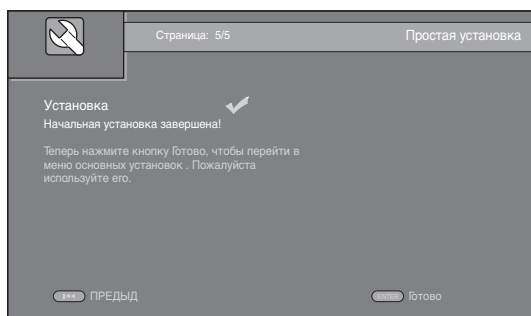 Страница: 5/5
Простая установка
Установка
Начальная установка завершена!
Теперь нажмите кнопку Готово, чтобы перейти в
меню основных установок . Пожалуйста
используйте его.
ПРЕДЫД
ENTER Готово